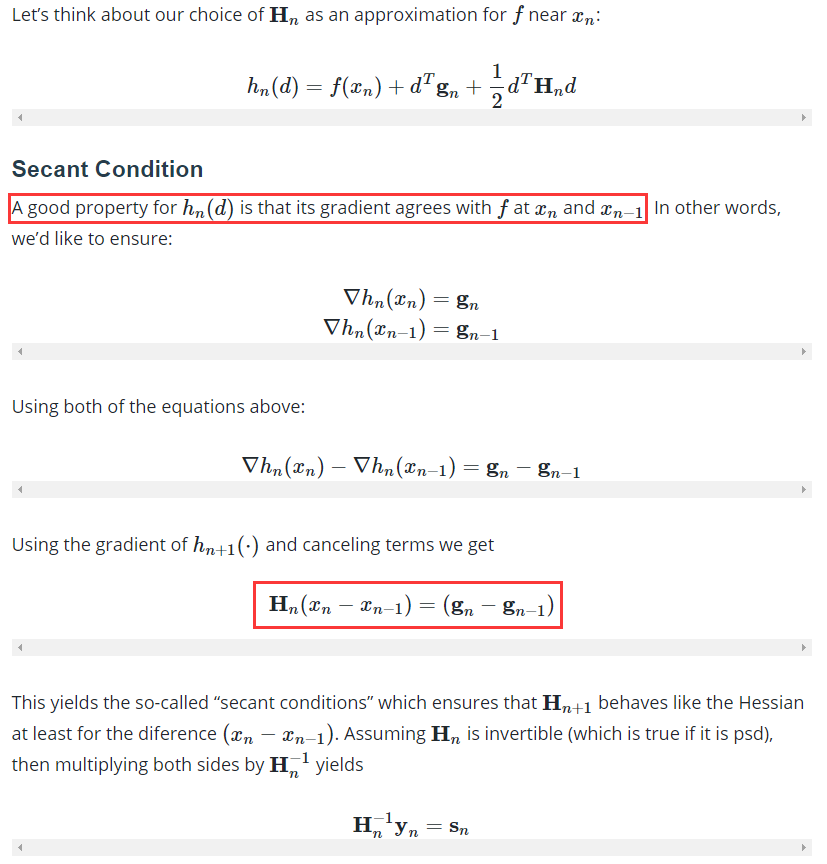 Let's think about our choice of $\mathbf{H}_n$ as an approximation for $f$ near $x_n$:
$h_n(d) = f(x_n) + d^T \mathbf{g}_n + \frac{1}{2} d^T \mathbf{H}_n d$
Secant Condition
A good property for $h_n(d)$ is that its gradient agrees with $f$ at $x_n$ and $x_{n-1}$ In other words,
we'd like to ensure:
$\nabla h_n(x_n) = \mathbf{g}_n$
$\nabla h_n(x_{n-1}) = \mathbf{g}_{n-1}$
Using both of the equations above:
$\nabla h_n(x_n) - \nabla h_n(x_{n-1}) = \mathbf{g}_n - \mathbf{g}_{n-1}$
Using the gradient of $h_{n+1}(\cdot)$ and canceling terms we get
$\mathbf{H}_n(x_n - x_{n-1}) = (\mathbf{g}_n - \mathbf{g}_{n-1})$
This yields the so-called "secant conditions" which ensures that $\mathbf{H}_{n+1}$ behaves like the Hessian
at least for the diference $(x_n - x_{n-1})$. Assuming $\mathbf{H}_n$ is invertible (which is true if it is psd),
then multiplying both sides by $\mathbf{H}_n^{-1}$ yields
$\mathbf{H}_n^{-1} \mathbf{y}_n = \mathbf{s}_n$